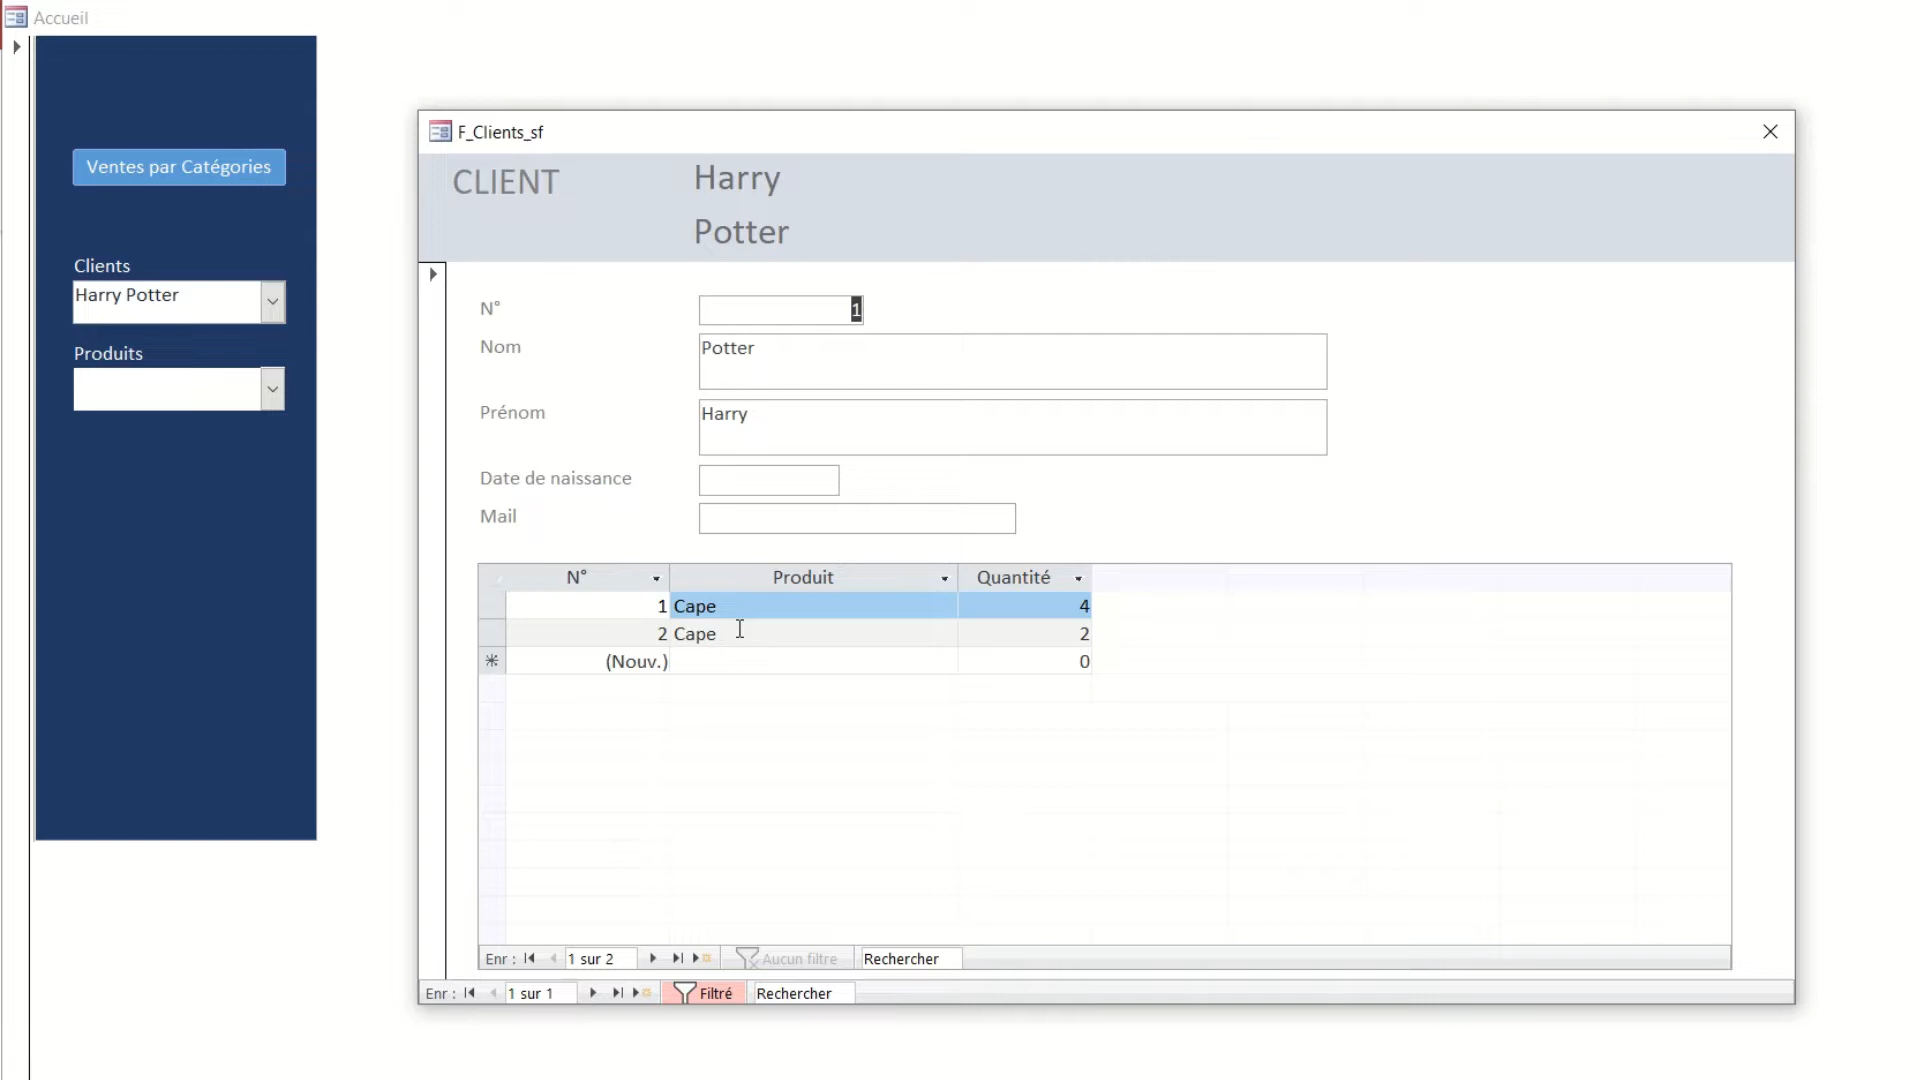 Accueil
Ventes par Catégories
Clients
Harry Potter
Produits
F_Clients_sf
CLIENT
Harry
Potter
N°
1
Nom
Potter
Prénom
Harry
Date de naissance
Mail
N° Produit Quantité
1 Cape 4
2 Cape 2
(Nouv.) 0
Enr : 1 sur 2 Aucun filtre Rechercher
Enr : 1 sur 1 Filtré Rechercher